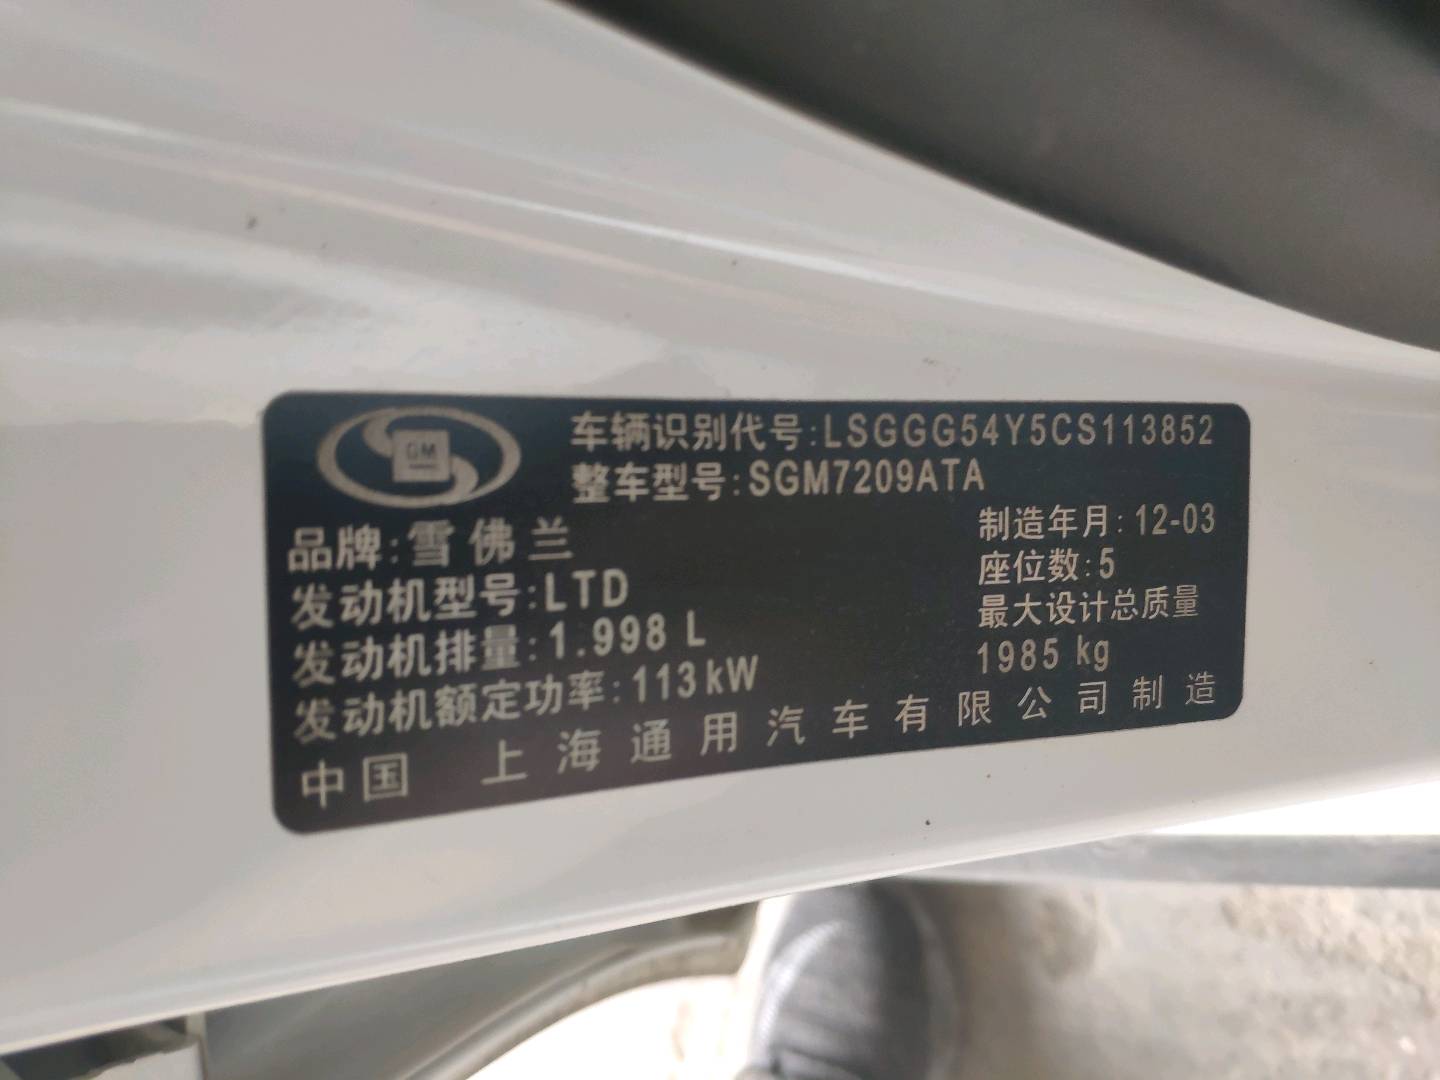 GM
车辆识别代号:LSGGG54Y5CS113852
整车型号:SGM7209ATA
品牌:雪佛兰
制造年月:12-03
发动机型号:LTD
座位数:5
发动机排量:1.998 L
最大设计总质量
1985 kg
发动机额定功率:113kW
中国 上海通用汽车有限公司制造